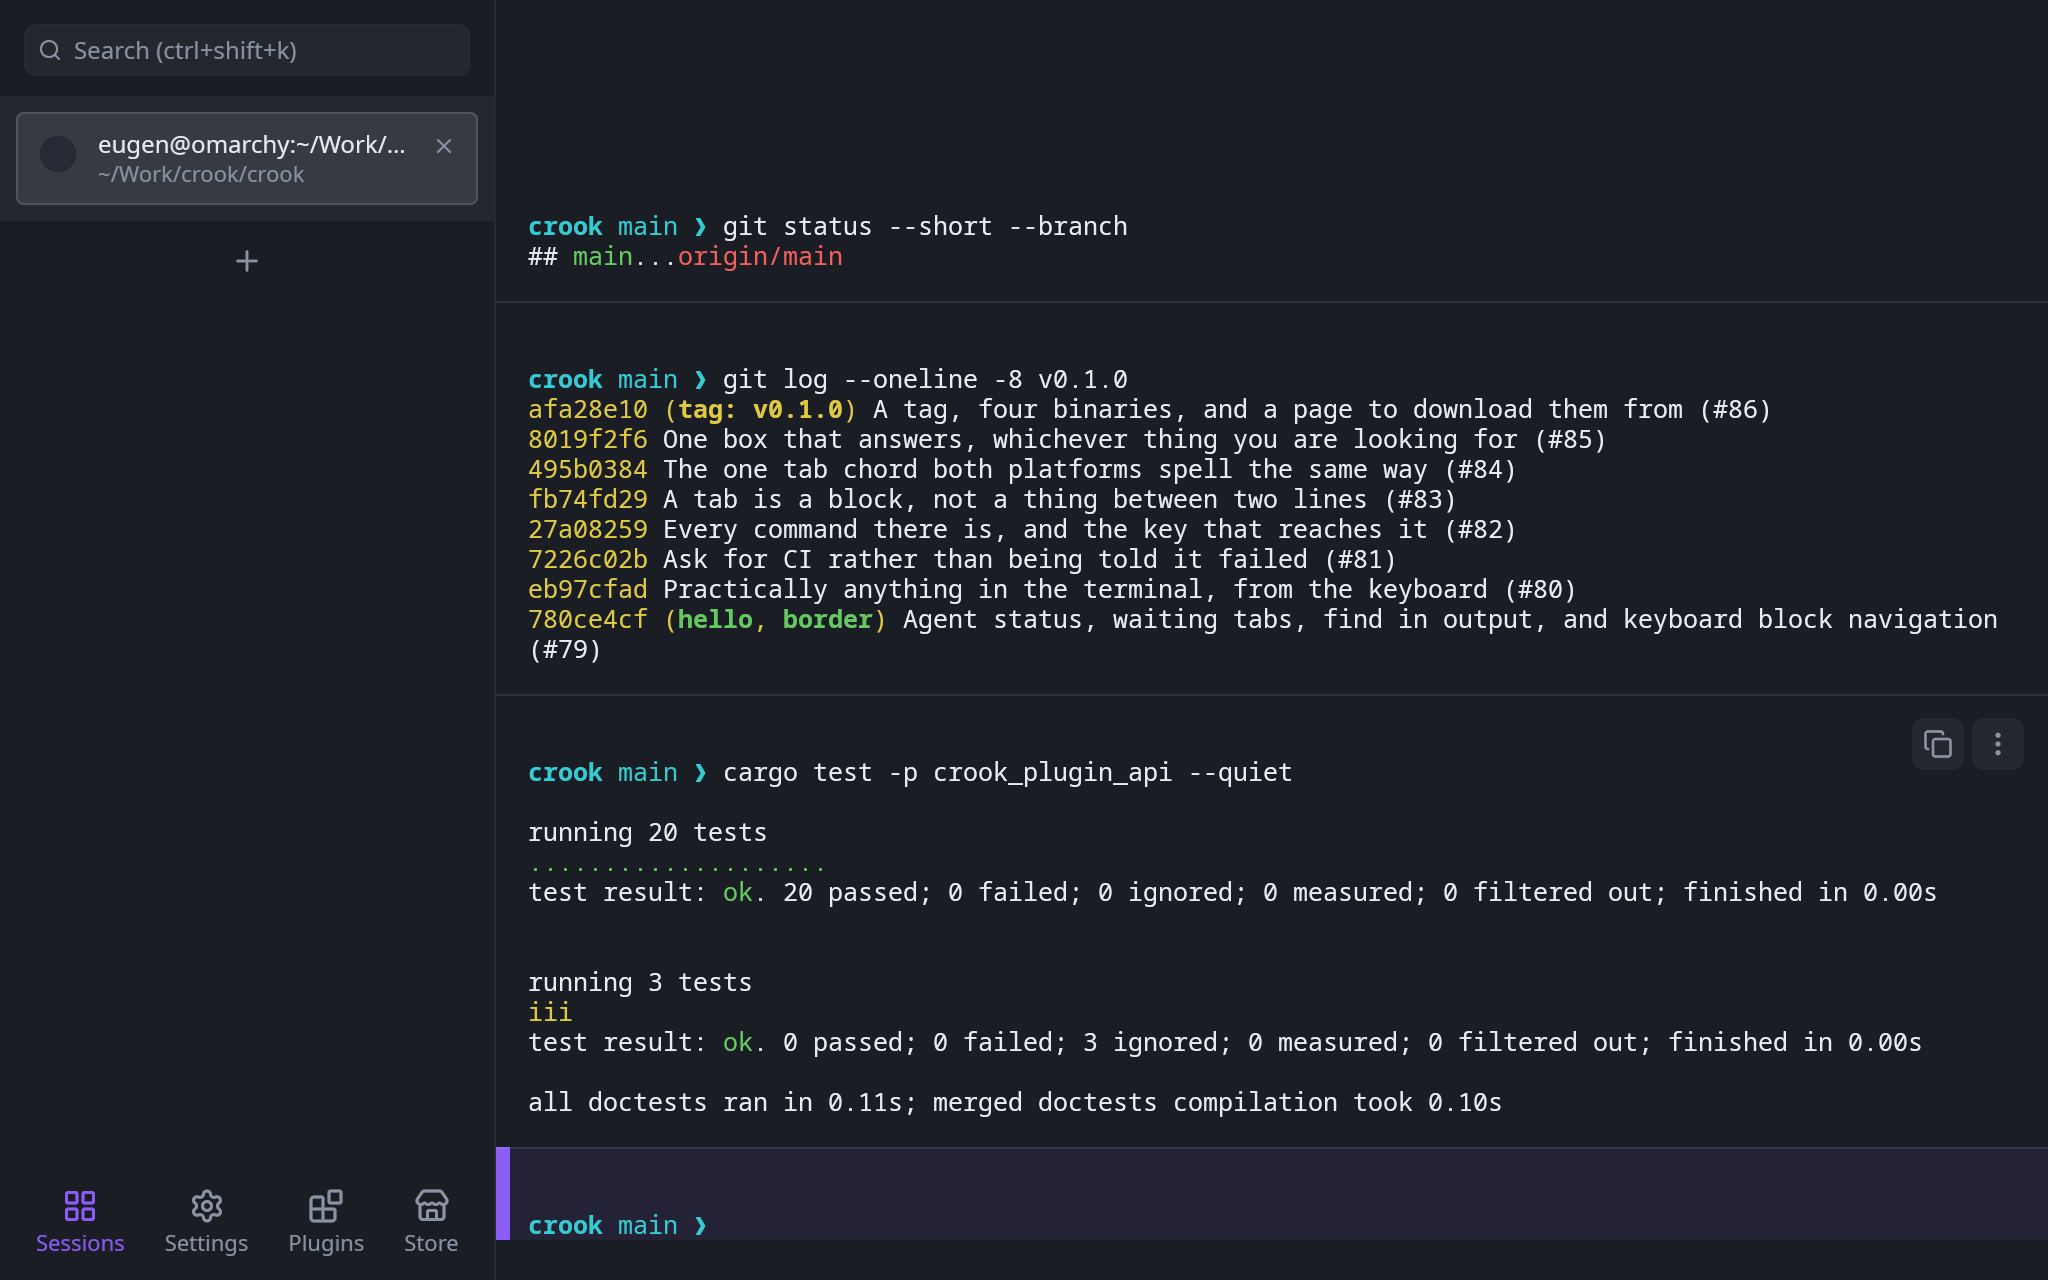 Search (ctrl+shift+k)
eugen@omarchy:~/Work/...
~/Work/crook/crook
crook main ❯ git status --short --branch
## main...origin/main
crook main ❯ git log --oneline -8 v0.1.0
afa28e10 (tag: v0.1.0) A tag, four binaries, and a page to download them from (#86)
8019f2f6 One box that answers, whichever thing you are looking for (#85)
495b0384 The one tab chord both platforms spell the same way (#84)
fb74fd29 A tab is a block, not a thing between two lines (#83)
27a08259 Every command there is, and the key that reaches it (#82)
7226c02b Ask for CI rather than being told it failed (#81)
eb97cfad Practically anything in the terminal, from the keyboard (#80)
780ce4cf (hello, border) Agent status, waiting tabs, find in output, and keyboard block navigation
(#79)
crook main ❯ cargo test -p crook_plugin_api --quiet
running 20 tests
....................
test result: ok. 20 passed; 0 failed; 0 ignored; 0 measured; 0 filtered out; finished in 0.00s
running 3 tests
iii
test result: ok. 0 passed; 0 failed; 3 ignored; 0 measured; 0 filtered out; finished in 0.00s
all doctests ran in 0.11s; merged doctests compilation took 0.10s
crook main ❯
Sessions Settings Plugins Store